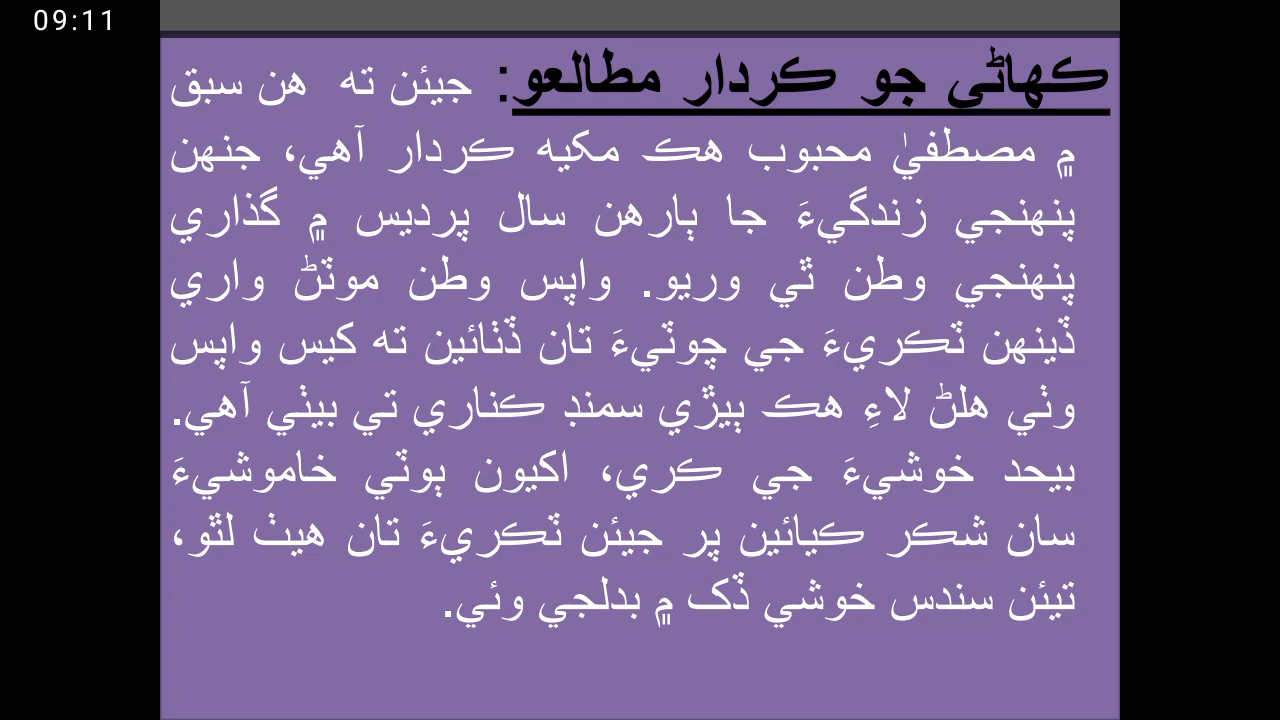 09:11
ڪهاڻي جو ڪردار مطالعو: جيئن ته هن سبق
۾ مصطفيٰ محبوب هڪ مکيه ڪردار آهي، جنهن
پنهنجي زندگيءَ جا ٻارهن سال پرديس ۾ گذاري
پنهنجي وطن ٿي وريو. واپس وطن موٽڻ واري
ڏينهن ٽڪريءَ جي چوٽيءَ تان ڏٺائين ته کيس واپس
وٺي هلڻ لاءِ هڪ ٻيڙي سمنڊ ڪناري تي بيٺي آهي.
بيحد خوشيءَ جي ڪري، اکيون ٻوٽي خاموشيءَ
سان شڪر ڪيائين پر جيئن ٽڪريءَ تان هيٺ لٿو،
تيئن سندس خوشي ڏک ۾ بدلجي وئي.